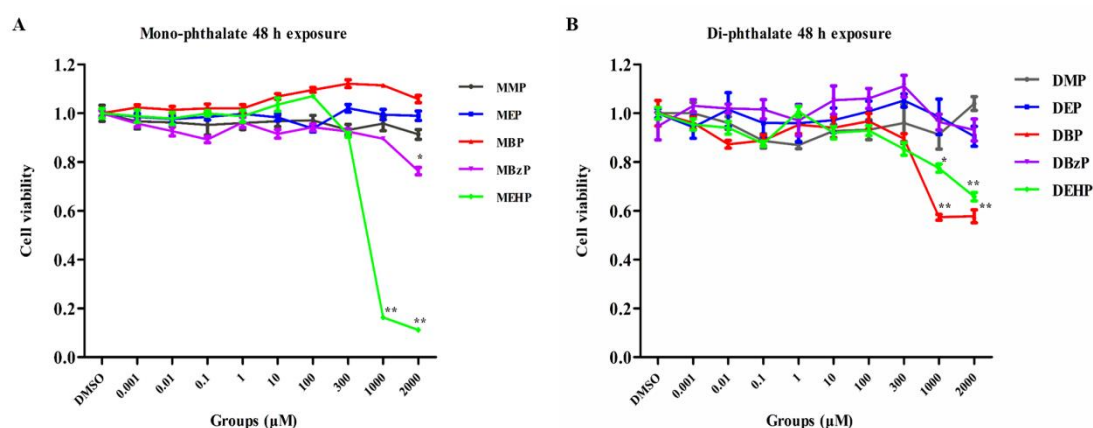 A
Mono-phthalate 48 h exposure
Cell viability
1.2
1.0
0.8
0.6
0.4
0.2
0.0
*
**
**
DMSO
0.001
0.01
0.1
1
10
100
300
1000
2000
Groups (µM)
MMP
MEP
MBP
MBzP
MEHP
B
Di-phthalate 48 h exposure
Cell viability
1.2
1.0
0.8
0.6
0.4
0.2
0.0
*
**
**
**
DMSO
0.001
0.01
0.1
1
10
100
300
1000
2000
Groups (µM)
DMP
DEP
DBP
DBzP
DEHP